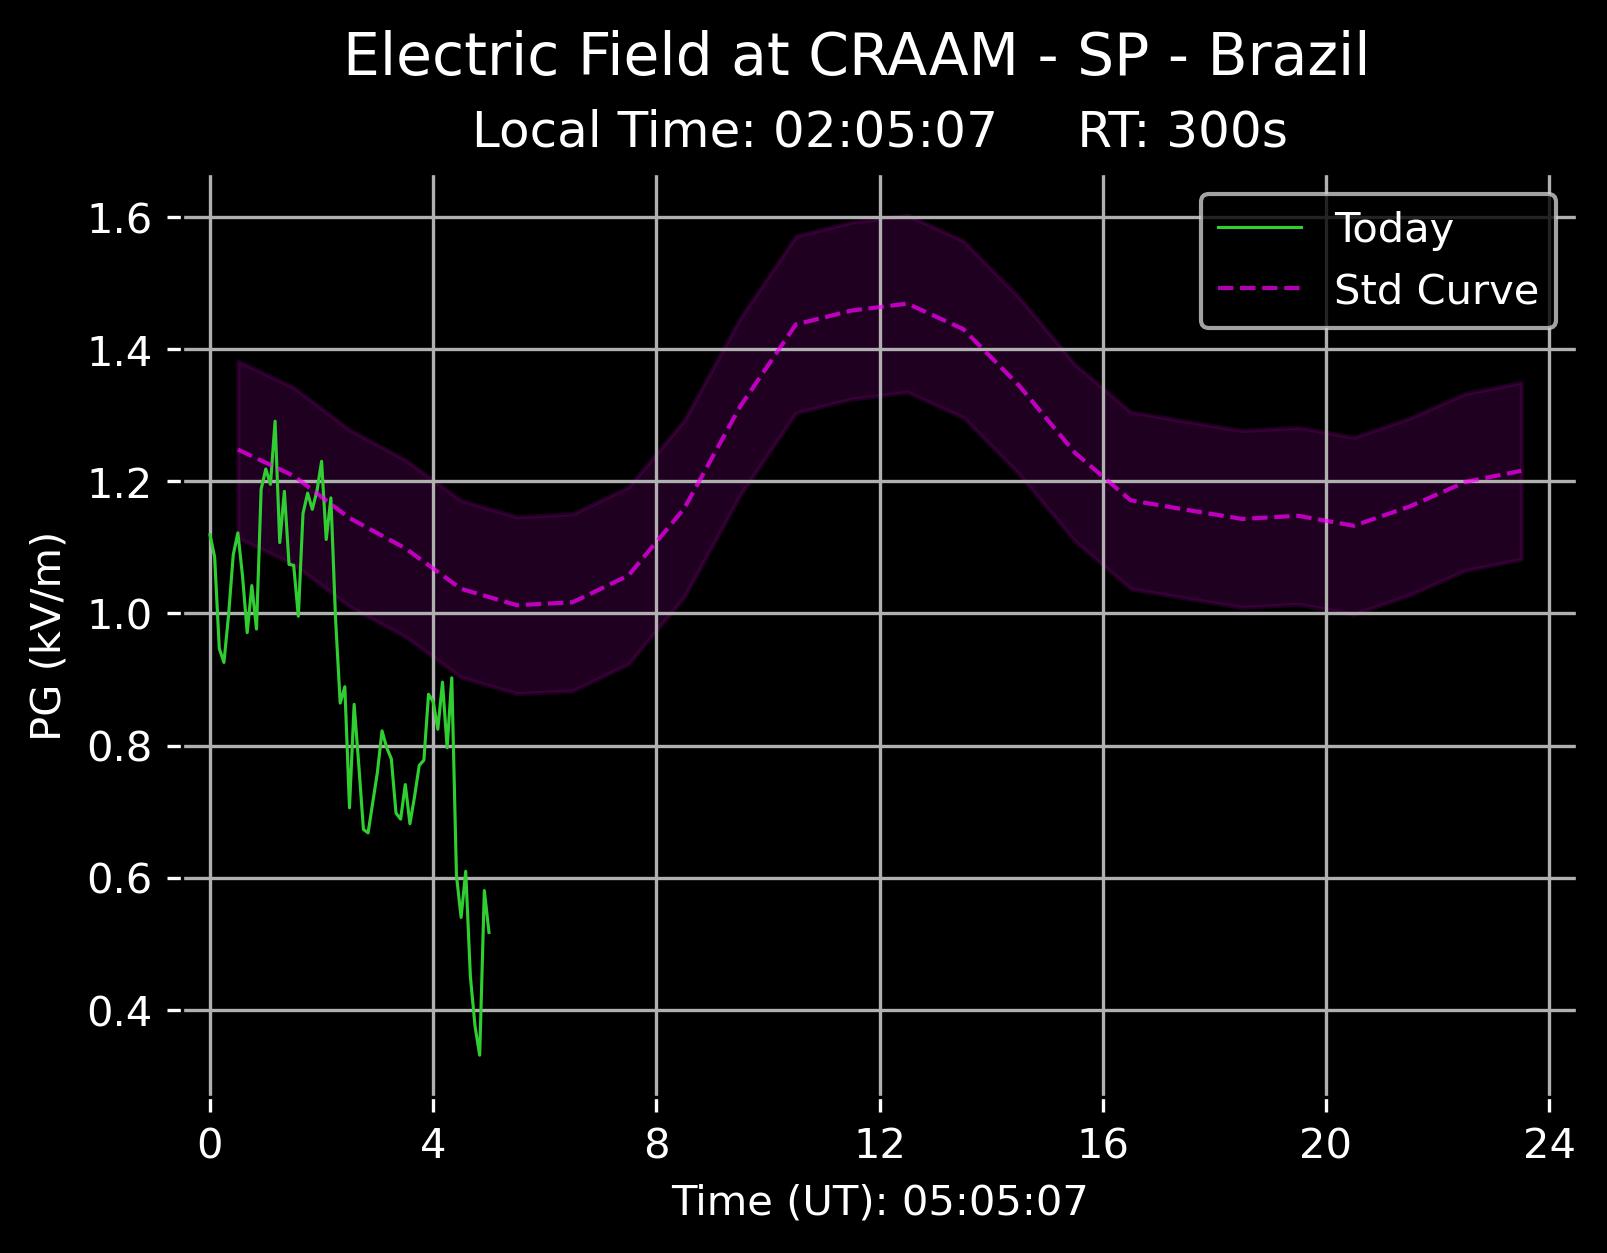 Electric Field at CRAAM - SP - Brazil
Local Time: 02:05:07 RT: 300s
Today
Std Curve
PG (kV/m)
1.6
1.4
1.2
1.0
0.8
0.6
0.4
0 4 8 12 16 20 24
Time (UT): 05:05:07